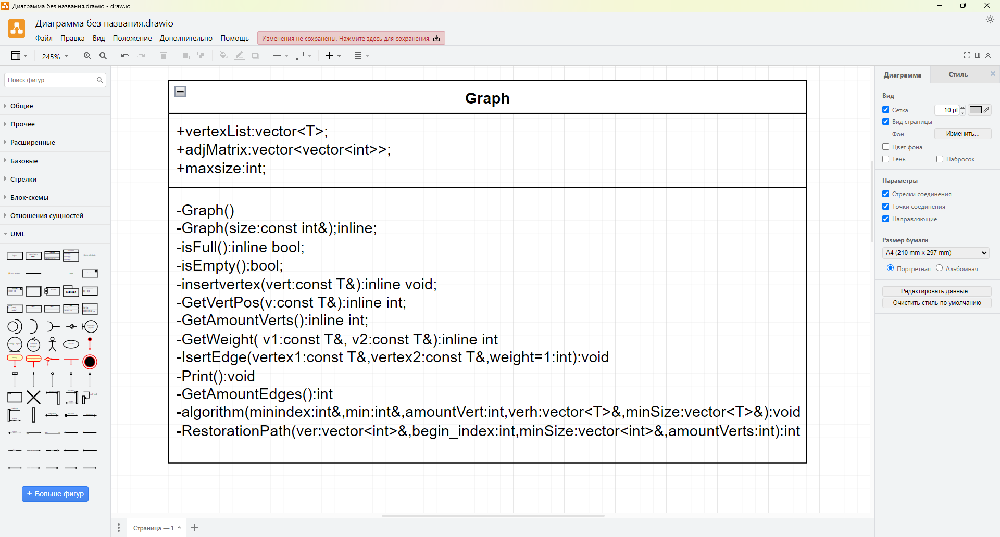 Диаграмма без названия.drawio - draw.io
Диаграмма без названия.drawio
Файл Правка Вид Положение Дополнительно Помощь
Изменения не сохранены. Нажмите здесь для сохранения.
245%
Поиск фигур
Общие
Прочее
Расширенные
Базовые
Стрелки
Блок-схемы
Отношения сущностей
UML
package
+ Больше фигур
Graph
+vertexList:vector<T>;
+adjMatrix:vector<vector<int>>;
+maxsize:int;
-Graph()
-Graph(size:const int&);inline;
-isFull():inline bool;
-isEmpty():bool;
-insertvertex(vert:const T&):inline void;
-GetVertPos(v:const T&):inline int;
-GetAmountVerts():inline int;
-GetWeight( v1:const T&, v2:const T&):inline int
-IsertEdge(vertex1:const T&,vertex2:const T&,weight=1:int):void
-Print():void
-GetAmountEdges():int
-algorithm(minindex:int&,min:int&,amountVert:int,verh:vector<T>&,minSize:vector<T>&):void
-RestorationPath(ver:vector<int>&,begin_index:int,minSize:vector<int>&,amountVerts:int):int
Страница — 1
Диаграмма Стиль
Вид
Сетка 10 pt
Вид страницы
Фон Изменить...
Цвет фона
Тень Набросок
Параметры
Стрелки соединения
Точки соединения
Направляющие
Размер бумаги
A4 (210 mm x 297 mm)
Портретная Альбомная
Редактировать данные...
Очистить стиль по умолчанию